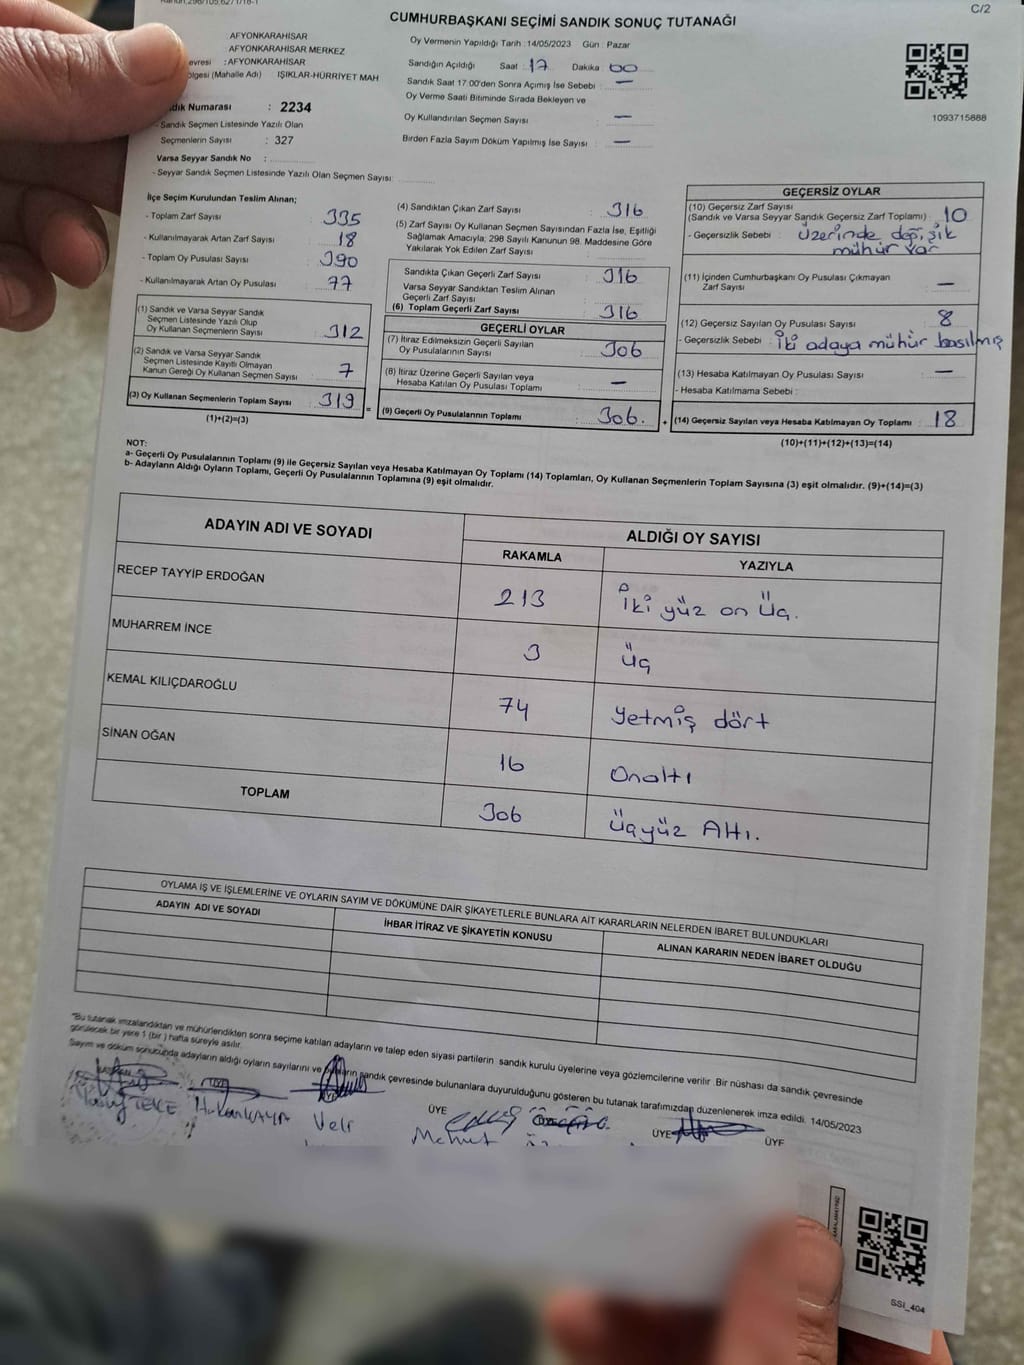 C/2
CUMHURBAŞKANI SEÇİMİ SANDIK SONUÇ TUTANAĞI
AFYONKARAHİSAR
: AFYONKARAHİSAR MERKEZ
evresi : AFYONKARAHİSAR
ölgesi (Mahalle Adı) IŞIKLAR-HÜRRİYET MAH
dık Numarası : 2234
- Sandık Seçmen Listesinde Yazılı Olan
Seçmenlerin Sayısı : 327
Varsa Seyyar Sandık No :
- Seyyar Sandık Seçmen Listesinde Yazılı Olan Seçmen Sayısı:
Oy Vermenin Yapıldığı Tarih : 14/05/2023 Gün : Pazar
Sandığın Açıldığı Saat : 17 Dakika : 00
Sandık Saat 17:00'den Sonra Açılmış İse Sebebi : —
Oy Verme Saati Bitiminde Sırada Bekleyen ve
Oy Kullandırılan Seçmen Sayısı : —
Birden Fazla Sayım Döküm Yapılmış İse Sayısı : —
1093715888
İlçe Seçim Kurulundan Teslim Alınan;
- Toplam Zarf Sayısı : 335
- Kullanılmayarak Artan Zarf Sayısı : 18
- Toplam Oy Pusulası Sayısı : 390
- Kullanılmayarak Artan Oy Pusulası : 77
(1) Sandık ve Varsa Seyyar Sandık
Seçmen Listesinde Yazılı Olup
Oy Kullanan Seçmenlerin Sayısı : 312
(2) Sandık ve Varsa Seyyar Sandık
Seçmen Listesinde Kayıtlı Olmayan
Kanun Gereği Oy Kullanan Seçmen Sayısı : 7
(3) Oy Kullanan Seçmenlerin Toplam Sayısı : 319 =
(1)+(2)=(3)
(4) Sandıktan Çıkan Zarf Sayısı : 316
(5) Zarf Sayısı Oy Kullanan Seçmen Sayısından Fazla İse, Eşitliği
Sağlamak Amacıyla; 298 Sayılı Kanunun 98. Maddesine Göre
Yakılarak Yok Edilen Zarf Sayısı
Sandıkta Çıkan Geçerli Zarf Sayısı : 316
Varsa Seyyar Sandıktan Teslim Alınan
Geçerli Zarf Sayısı
(6) Toplam Geçerli Zarf Sayısı : 316
GEÇERLİ OYLAR
(7) İtiraz Edilmeksizin Geçerli Sayılan
Oy Pusulalarının Sayısı : 306
(8) İtiraz Üzerine Geçerli Sayılan veya
Hesaba Katılan Oy Pusulası Toplamı : —
(9) Geçerli Oy Pusulalarının Toplamı : 306. +
GEÇERSİZ OYLAR
(10) Geçersiz Zarf Sayısı
(Sandık ve Varsa Seyyar Sandık Geçersiz Zarf Toplamı) : 10
- Geçersizlik Sebebi : üzerinde değişik
mühür var
(11) İçinden Cumhurbaşkanı Oy Pusulası Çıkmayan
Zarf Sayısı : —
(12) Geçersiz Sayılan Oy Pusulası Sayısı : 8
- Geçersizlik Sebebi : İki adaya mühür basılmış
(13) Hesaba Katılmayan Oy Pusulası Sayısı : —
- Hesaba Katılmama Sebebi :
(14) Geçersiz Sayılan veya Hesaba Katılmayan Oy Toplamı : 18
(10)+(11)+(12)+(13)=(14)
NOT:
a- Geçerli Oy Pusulalarının Toplamı (9) ile Geçersiz Sayılan veya Hesaba Katılmayan Oy Toplamı (14) Toplamları, Oy Kullanan Seçmenlerin Toplam Sayısına (3) eşit olmalıdır. (9)+(14)=(3)
b- Adayların Aldığı Oyların Toplamı, Geçerli Oy Pusulalarının Toplamına (9) eşit olmalıdır.
ADAYIN ADI VE SOYADI
ALDIĞI OY SAYISI
RAKAMLA YAZIYLA
RECEP TAYYİP ERDOĞAN 213 İki yüz on Üç.
MUHARREM İNCE 3 üç
KEMAL KILIÇDAROĞLU 74 Yetmiş dört
SİNAN OĞAN 16 Onaltı
TOPLAM 306 üçyüz Altı.
OYLAMA İŞ VE İŞLEMLERİNE VE OYLARIN SAYIM VE DÖKÜMÜNE DAİR ŞİKAYETLERLE BUNLARA AİT KARARLARIN NELERDEN İBARET BULUNDUKLARI
ADAYIN ADI VE SOYADI İHBAR İTİRAZ VE ŞİKAYETİN KONUSU ALINAN KARARIN NEDEN İBARET OLDUĞU
"Bu tutanak imzalandıktan ve mühürlendikten sonra seçime katılan adayların ve talep eden siyasi partilerin sandık kurulu üyelerine veya gözlemcilerine verilir. Bir nüshası da sandık çevresinde
görülecek bir yere 1 (bir) hafta süreyle asılır.
Sayım ve döküm sonucunda adayların aldığı oyların sayılarını ve sandık çevresinde bulunanlara duyurulduğunu gösteren bu tutanak tarafımızdan düzenlenerek imza edildi. 14/05/2023
BAŞKAN ÜYE ÜYE ÜYE ÜYE
Yusuf TEKE Hakan KAYA Veli
SSI_404